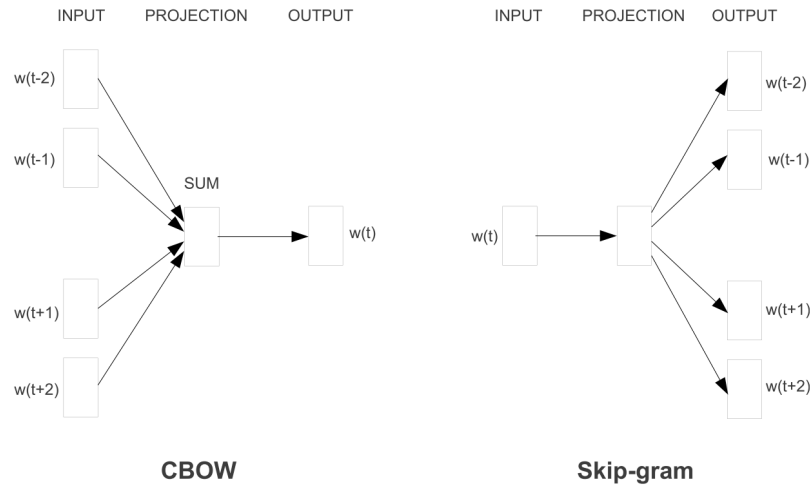 INPUT PROJECTION OUTPUT
w(t-2)
w(t-1)
SUM
w(t)
w(t+1)
w(t+2)
CBOW
INPUT PROJECTION OUTPUT
w(t-2)
w(t-1)
w(t)
w(t+1)
w(t+2)
Skip-gram